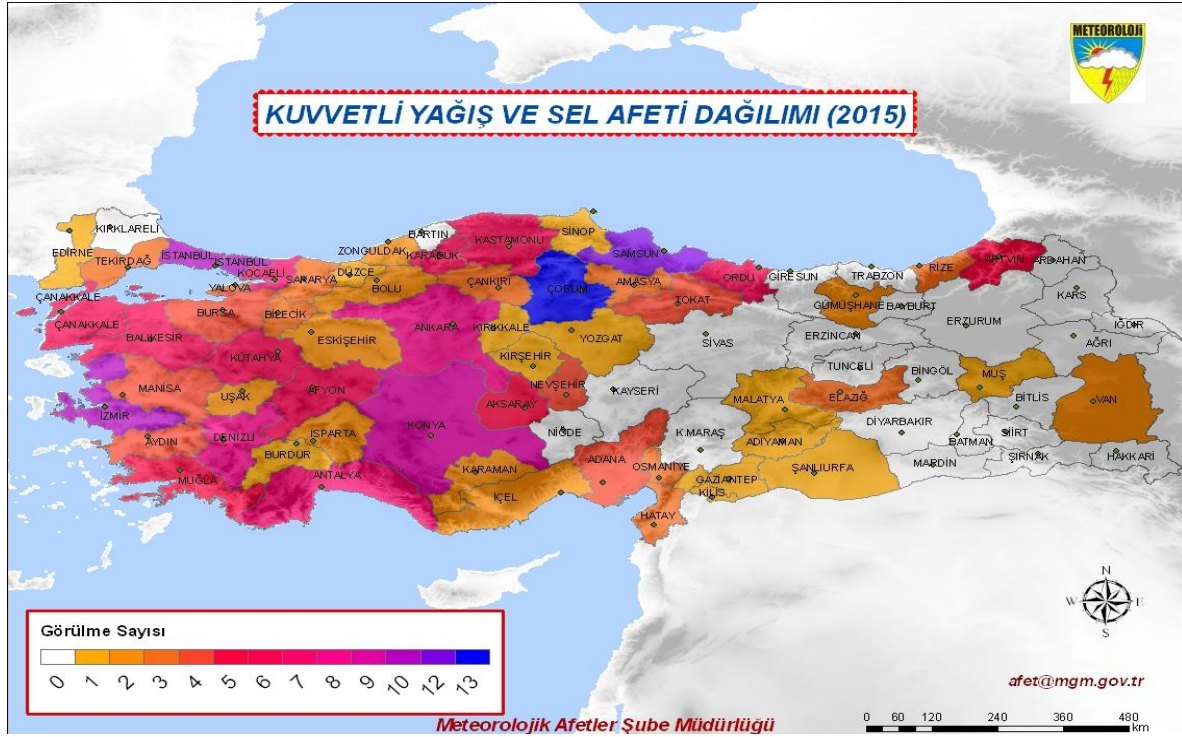 METEOROLOJİ
KUVVETLİ YAĞIŞ VE SEL AFETİ DAĞILIMI (2015)
KIRKLARELİ
EDİRNE
TEKİRDAĞ
İSTANBUL
İSTANBUL
KOCAELİ
YALOVA
SAKARYA
DÜZCE
ZONGULDAK
BARTIN
KARABÜK
KASTAMONU
SİNOP
SAMSUN
BOLU
ÇANKIRI
ÇORUM
AMASYA
ORDU
GİRESUN
TRABZON
RİZE
ARTVİN
ARDAHAN
ÇANAKKALE
ÇANAKKALE
BALIKESİR
BURSA
BİLECİK
ESKİŞEHİR
KÜTAHYA
ANKARA
KIRIKKALE
KIRŞEHİR
YOZGAT
TOKAT
SİVAS
GÜMÜŞHANE
BAYBURT
ERZİNCAN
ERZURUM
KARS
IĞDIR
AĞRI
MANİSA
UŞAK
AFYON
İZMİR
AYDIN
DENİZLİ
BURDUR
ISPARTA
KONYA
AKSARAY
NEVŞEHİR
NİĞDE
KAYSERİ
MALATYA
TUNCELİ
ELAZIĞ
BİNGÖL
MUŞ
BİTLİS
VAN
MUĞLA
ANTALYA
KARAMAN
İÇEL
ADANA
OSMANİYE
K.MARAŞ
ADIYAMAN
DİYARBAKIR
BATMAN
SİİRT
ŞIRNAK
HAKKARİ
MARDİN
ŞANLIURFA
GAZİANTEP
KİLİS
HATAY
N
W E
S
Görülme Sayısı
0 1 2 3 4 5 6 7 8 9 10 12 13
afet@mgm.gov.tr
Meteorolojik Afetler Şube Müdürlüğü
0 60 120 240 360 480
km